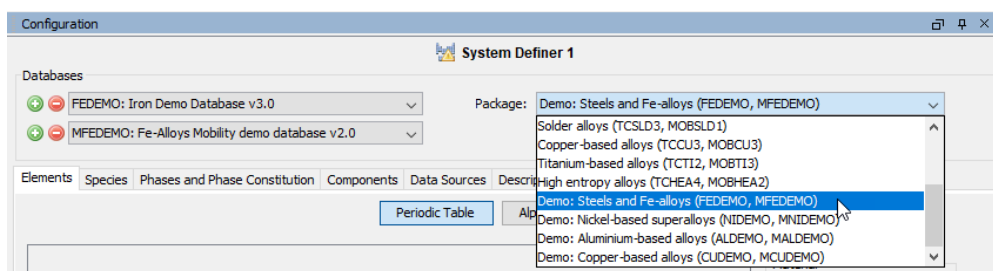 Configuration
System Definer 1
Databases
FEDEMO: Iron Demo Database v3.0
Package: Demo: Steels and Fe-alloys (FEDEMO, MFEDEMO)
MFEDEMO: Fe-Alloys Mobility demo database v2.0
Solder alloys (TCSLD3, MOBSLD1)
Copper-based alloys (TCCU3, MOBCU3)
Titanium-based alloys (TCTI2, MOBTI3)
High entropy alloys (TCHEA4, MOBHEA2)
Demo: Steels and Fe-alloys (FEDEMO, MFEDEMO)
Demo: Nickel-based superalloys (NIDEMO, MNIDEMO)
Demo: Aluminium-based alloys (ALDEMO, MALDEMO)
Demo: Copper-based alloys (CUDEMO, MCUDEMO)
Elements Species Phases and Phase Constitution Components Data Sources Descrip
Periodic Table Alp